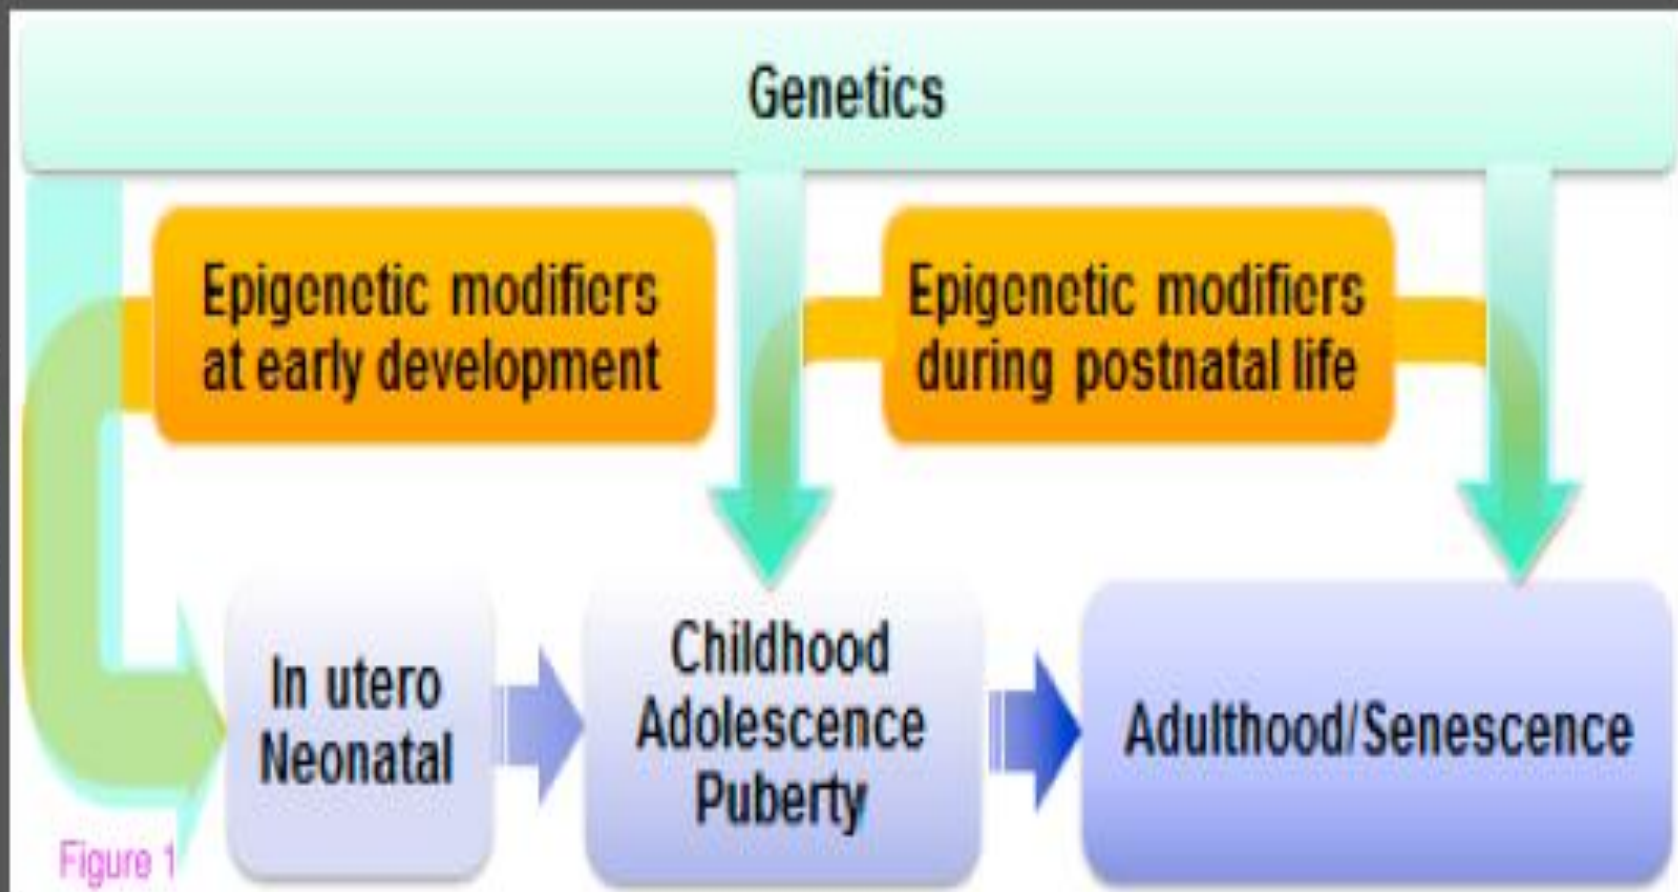 Genetics
Epigenetic modifiers
at early development
Epigenetic modifiers
during postnatal life
In utero
Neonatal
Childhood
Adolescence
Puberty
Adulthood/Senescence
Figure 1